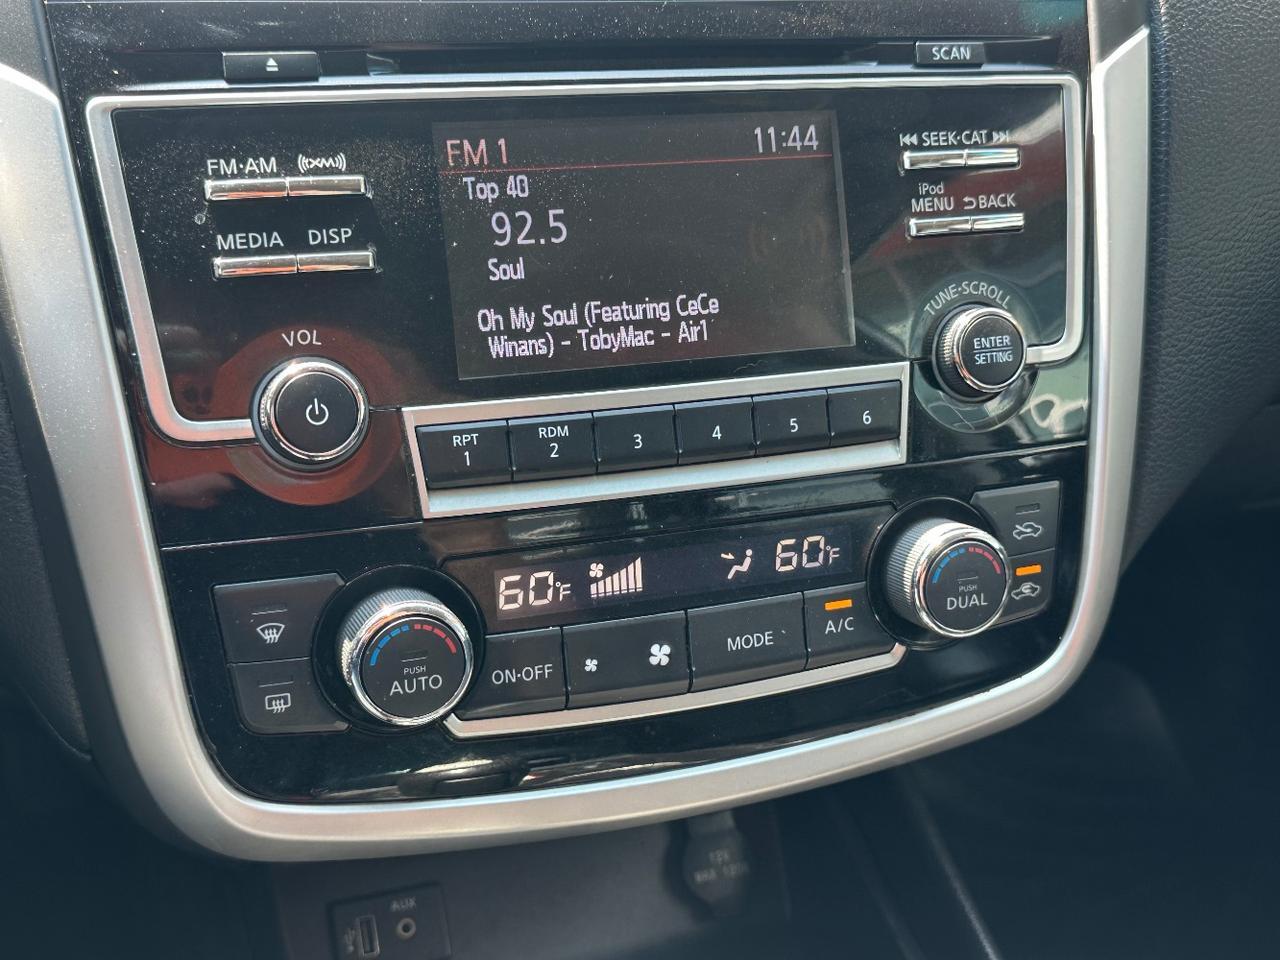 SCAN
FM 1 11:44
Top 40
92.5
Soul
Oh My Soul (Featuring CeCe
Winans) - TobyMac - Air1
FM·AM ((XM))
MEDIA DISP
VOL
SEEK·CAT
iPod
MENU BACK
TUNE·SCROLL
ENTER
SETTING
RPT
1
RDM
2
3
4
5
6
60°F
60°F
PUSH
AUTO
ON·OFF
MODE
A/C
PUSH
DUAL
AUX
12V